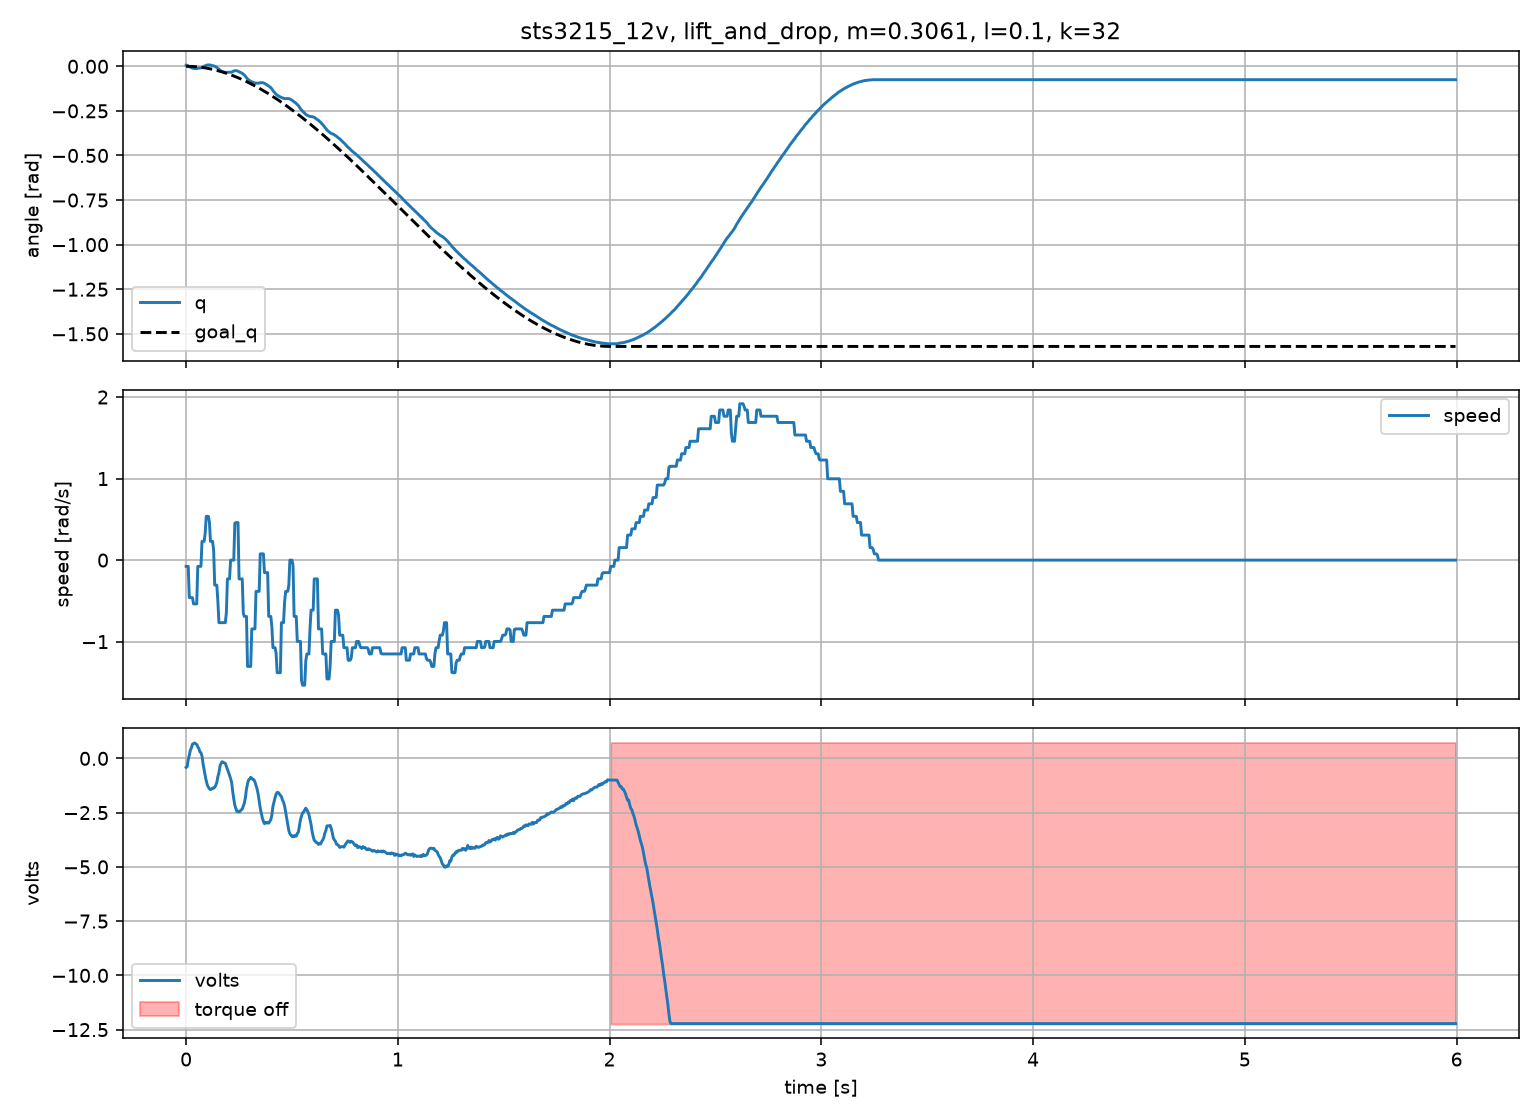 sts3215_12v, lift_and_drop, m=0.3061, l=0.1, k=32
0.00
−0.25
−0.50
−0.75
−1.00
−1.25
−1.50
angle [rad]
q
goal_q
2
1
0
−1
speed [rad/s]
speed
0.0
−2.5
−5.0
−7.5
−10.0
−12.5
volts
volts
torque off
0 1 2 3 4 5 6
time [s]